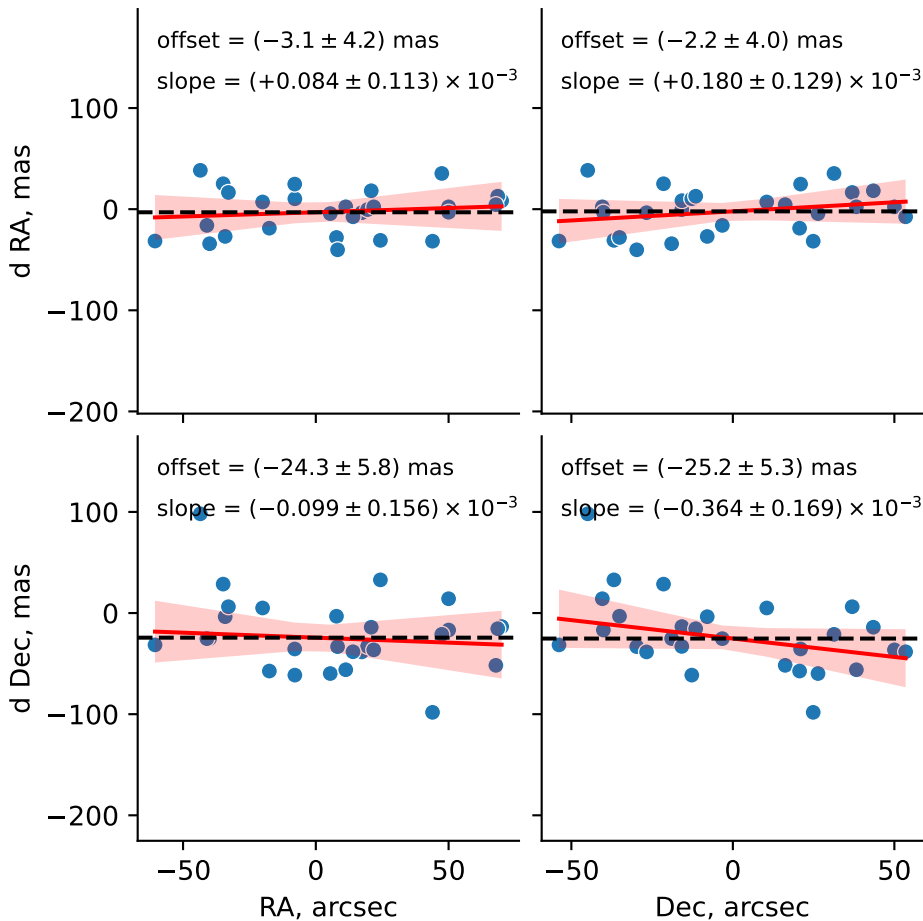 offset = (−3.1 ± 4.2) mas
slope = (+0.084 ± 0.113) × 10⁻³
offset = (−2.2 ± 4.0) mas
slope = (+0.180 ± 0.129) × 10⁻³
100
0
−100
−200
d RA, mas
offset = (−24.3 ± 5.8) mas
slope = (−0.099 ± 0.156) × 10⁻³
offset = (−25.2 ± 5.3) mas
slope = (−0.364 ± 0.169) × 10⁻³
100
0
−100
−200
d Dec, mas
−50 0 50
−50 0 50
RA, arcsec
Dec, arcsec